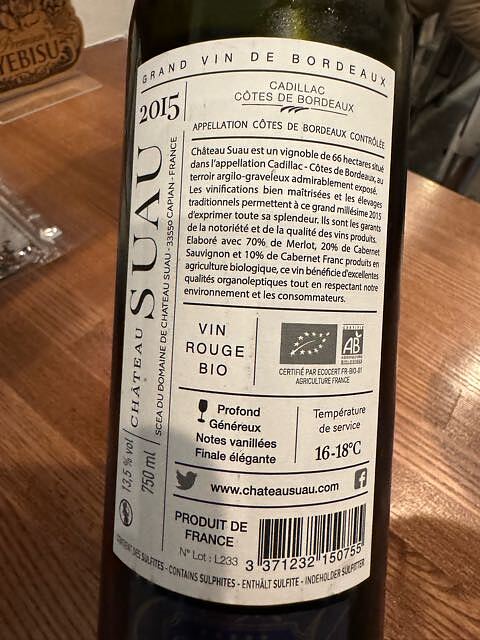 YEBISU
GRAND VIN DE BORDEAUX
2015
CADILLAC
CÔTES DE BORDEAUX
APPELLATION CÔTES DE BORDEAUX CONTRÔLÉE
CHÂTEAU SUAU
SCEA DU DOMAINE DE CHATEAU SUAU - 33550 CAPIAN - FRANCE
Château Suau est un vignoble de 66 hectares situé
dans l'appellation Cadillac - Côtes de Bordeaux, au
terroir argilo-graveleux admirablement exposé.
Les vinifications bien maîtrisées et les élevages
traditionnels permettent à ce grand millésime 2015
d'exprimer toute sa splendeur. Ils sont les garants
de la notoriété et de la qualité des vins produits.
Elaboré avec 70% de Merlot, 20% de Cabernet
Sauvignon et 10% de Cabernet Franc produits en
agriculture biologique, ce vin bénéficie d'excellentes
qualités organoleptiques tout en respectant notre
environnement et les consommateurs.
VIN
ROUGE
BIO
CERTIFIÉ
AB
AGRICULTURE
BIOLOGIQUE
CERTIFIÉ PAR ECOCERT FR-BIO-01
AGRICULTURE FRANCE
Profond
Généreux
Notes vanillées
Finale élégante
Température
de service
16-18°C
13,5 % vol
750 ml
www.chateausuau.com
PRODUIT DE
FRANCE
N° Lot : L233
3 371232 150755
CONTIENT DES SULFITES - CONTAINS SULPHITES - ENTHÄLT SULFITE - INDEHOLDER SULFITTER